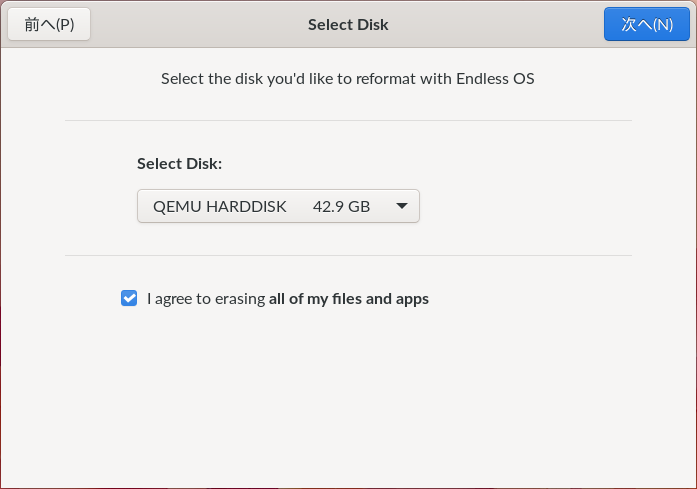 前へ(P)
Select Disk
次へ(N)
Select the disk you'd like to reformat with Endless OS
Select Disk:
QEMU HARDDISK 42.9 GB
I agree to erasing all of my files and apps